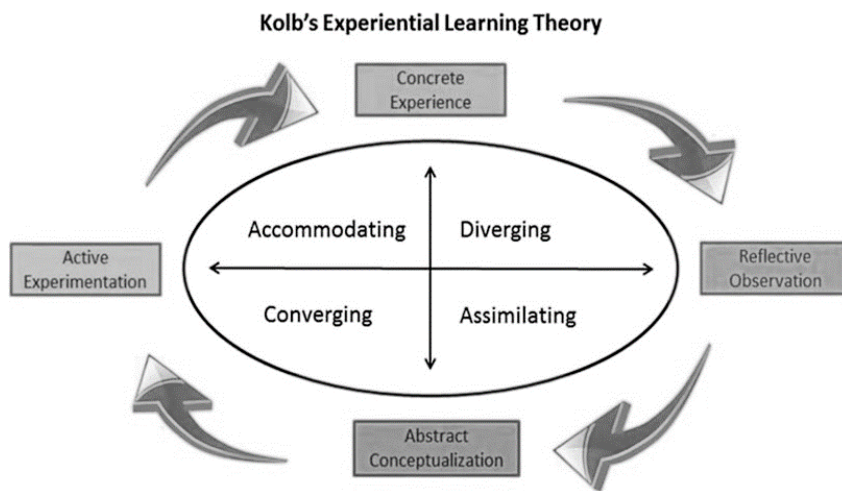 Kolb's Experiential Learning Theory
Concrete
Experience
Accommodating
Diverging
Active
Experimentation
Reflective
Observation
Converging
Assimilating
Abstract
Conceptualization